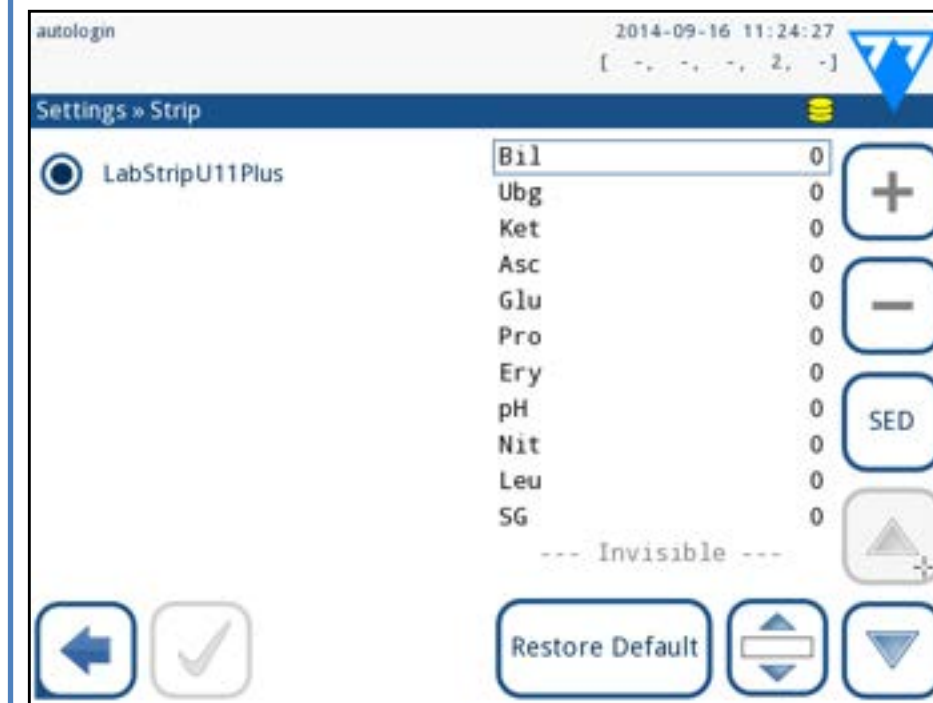 autologin
2014-09-16 11:24:27
[ -, -, -, 2, -]
77
Settings » Strip
LabStripU11Plus
Bil 0
Ubg 0
Ket 0
Asc 0
Glu 0
Pro 0
Ery 0
pH 0
Nit 0
Leu 0
SG 0
--- Invisible ---
+
−
SED
Restore Default